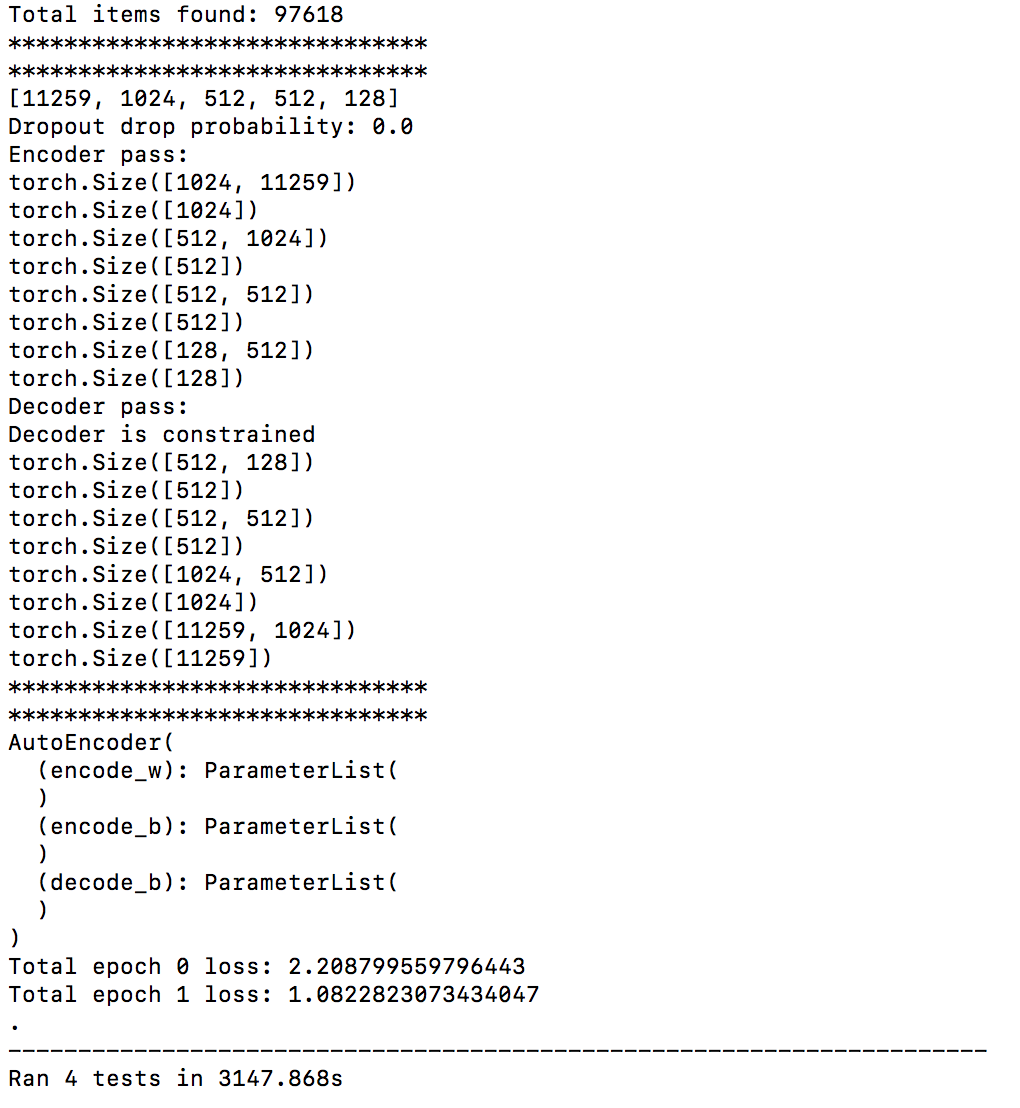 Total items found: 97618
******************************
******************************
[11259, 1024, 512, 512, 128]
Dropout drop probability: 0.0
Encoder pass:
torch.Size([1024, 11259])
torch.Size([1024])
torch.Size([512, 1024])
torch.Size([512])
torch.Size([512, 512])
torch.Size([512])
torch.Size([128, 512])
torch.Size([128])
Decoder pass:
Decoder is constrained
torch.Size([512, 128])
torch.Size([512])
torch.Size([512, 512])
torch.Size([512])
torch.Size([1024, 512])
torch.Size([1024])
torch.Size([11259, 1024])
torch.Size([11259])
******************************
******************************
AutoEncoder(
  (encode_w): ParameterList(
  )
  (encode_b): ParameterList(
  )
  (decode_b): ParameterList(
  )
)
Total epoch 0 loss: 2.208799559796443
Total epoch 1 loss: 1.0822823073434047
.
----------------------------------------------------------------------
Ran 4 tests in 3147.868s